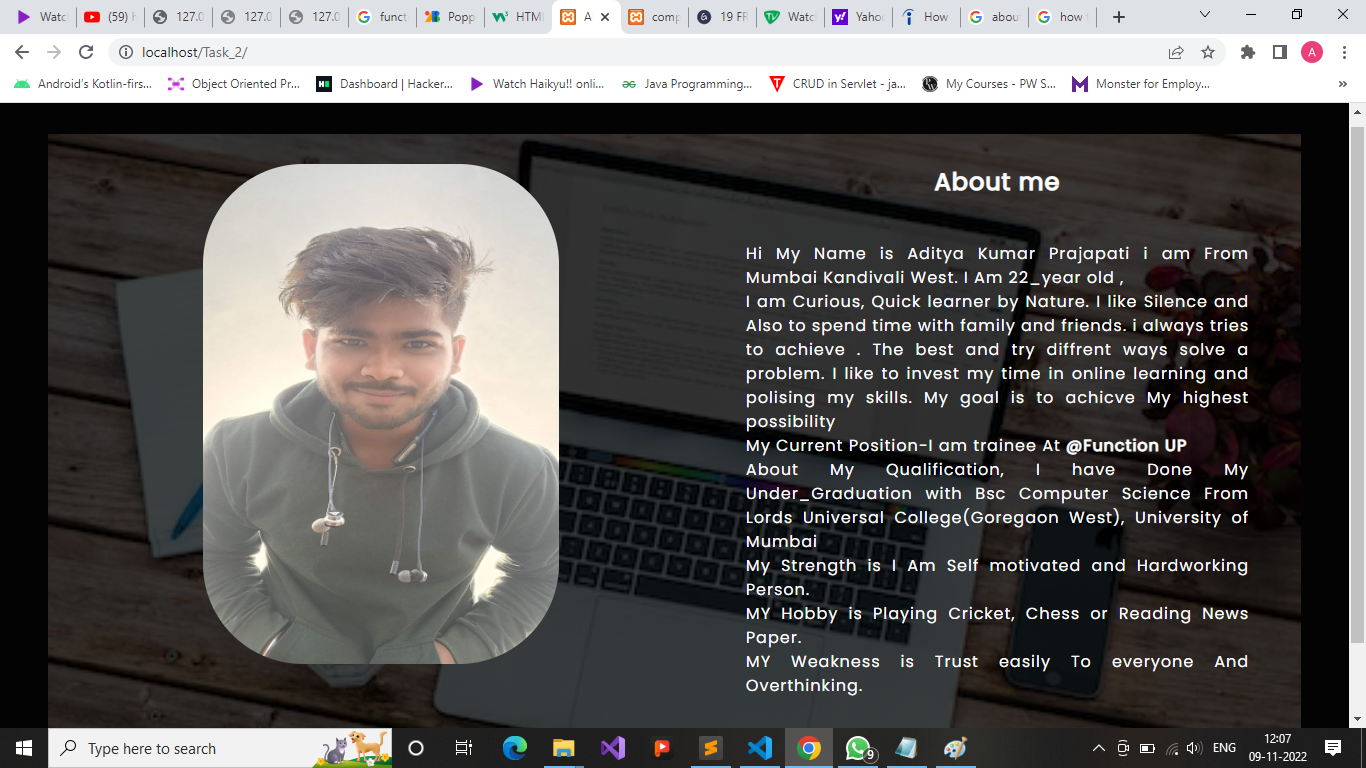 Watch
(59) h
127.0
127.0
127.0
funct
Popp
HTML
A
comp
19 FR
Watc
Yahoo
How
abou
how t
localhost/Task_2/
A
Android's Kotlin-firs...
Object Oriented Pr...
Dashboard | Hacker...
Watch Haikyu!! onli...
Java Programming...
CRUD in Servlet - ja...
My Courses - PW S...
Monster for Employ...
About me
Hi My Name is Aditya Kumar Prajapati i am From
Mumbai Kandivali West. I Am 22_year old ,
I am Curious, Quick learner by Nature. I like Silence and
Also to spend time with family and friends. i always tries
to achieve . The best and try diffrent ways solve a
problem. I like to invest my time in online learning and
polising my skills. My goal is to achicve My highest
possibility
My Current Position-I am trainee At @Function UP
About My Qualification, I have Done My
Under_Graduation with Bsc Computer Science From
Lords Universal College(Goregaon West), University of
Mumbai
My Strength is I Am Self motivated and Hardworking
Person.
MY Hobby is Playing Cricket, Chess or Reading News
Paper.
MY Weakness is Trust easily To everyone And
Overthinking.
Type here to search
9
ENG
12:07
09-11-2022